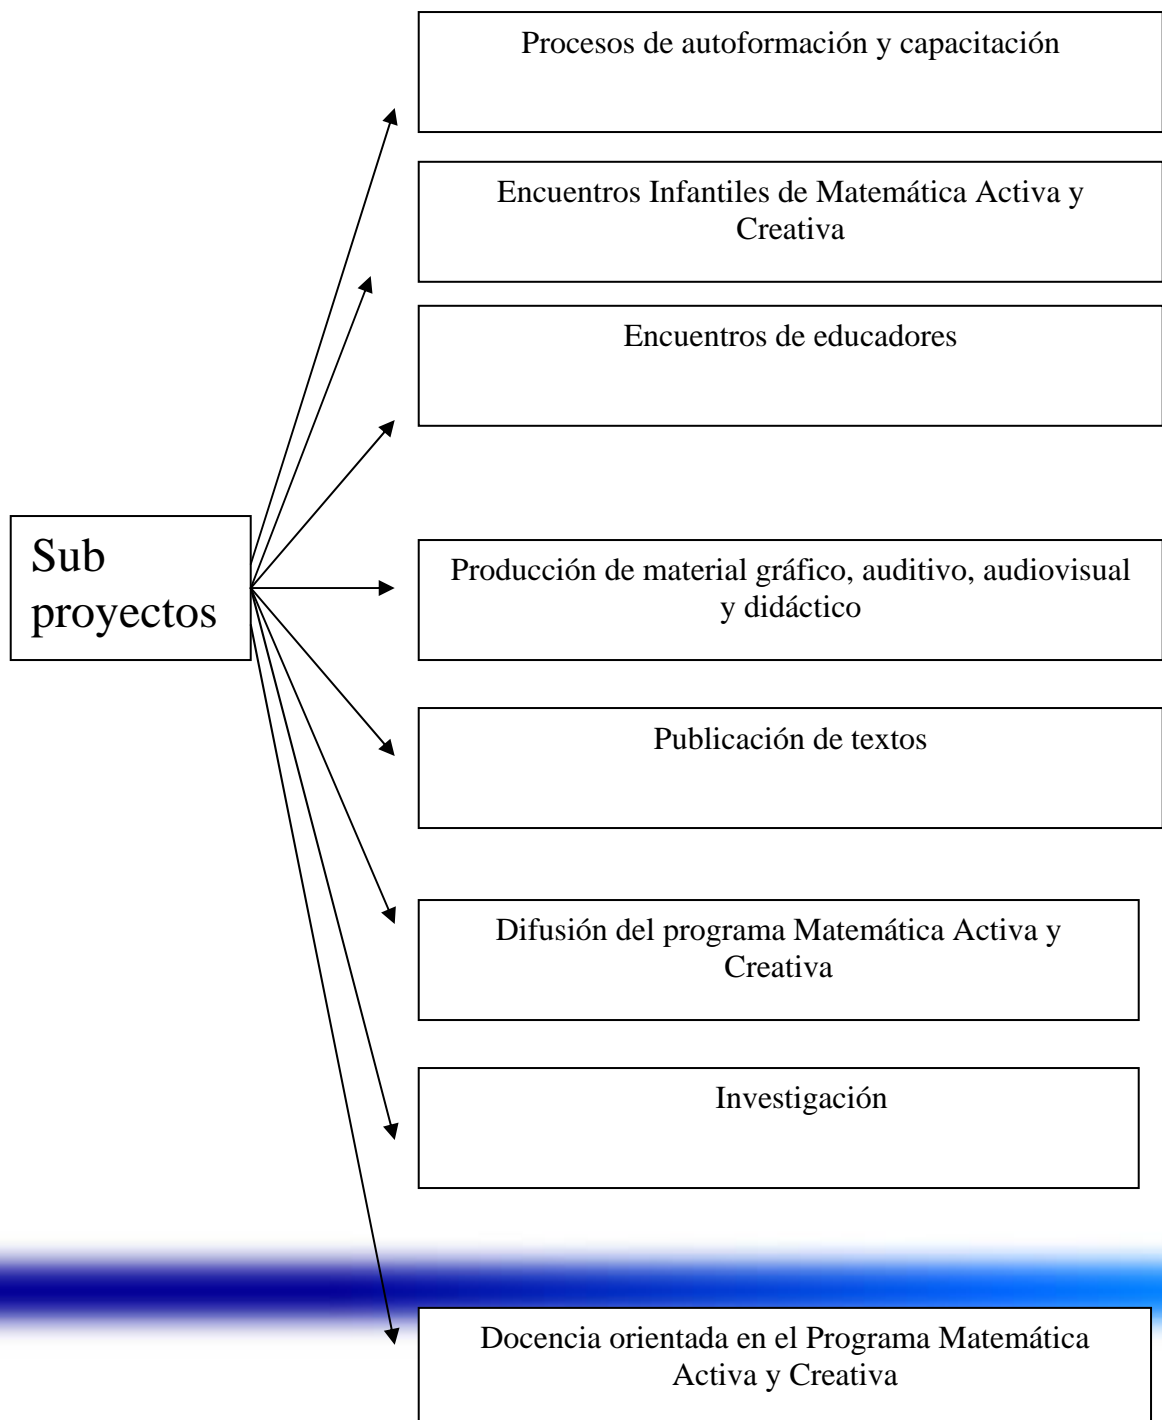 Procesos de autoformación y capacitación
Encuentros Infantiles de Matemática Activa y
Creativa
Encuentros de educadores
Sub
proyectos
Producción de material gráfico, auditivo, audiovisual
y didáctico
Publicación de textos
Difusión del programa Matemática Activa y
Creativa
Investigación
Docencia orientada en el Programa Matemática
Activa y Creativa